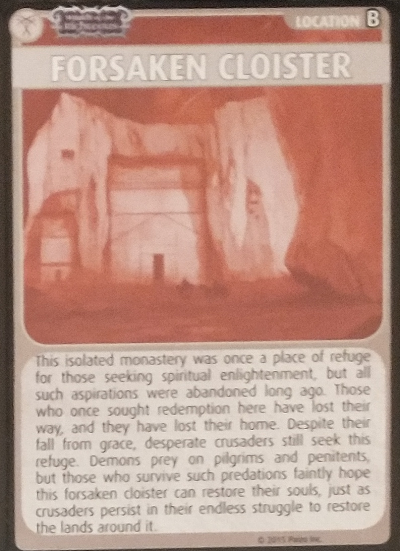 Wrath of the
Righteous
LOCATION B
FORSAKEN CLOISTER
This isolated monastery was once a place of refuge
for those seeking spiritual enlightenment, but all
such aspirations were abandoned long ago. Those
who once sought redemption here have lost their
way, and they have lost their home. Despite their
fall from grace, desperate crusaders still seek this
refuge. Demons prey on pilgrims and penitents,
but those who survive such predations faintly hope
this forsaken cloister can restore their souls, just as
crusaders persist in their endless struggle to restore
the lands around it.
© 2015 Paizo Inc.